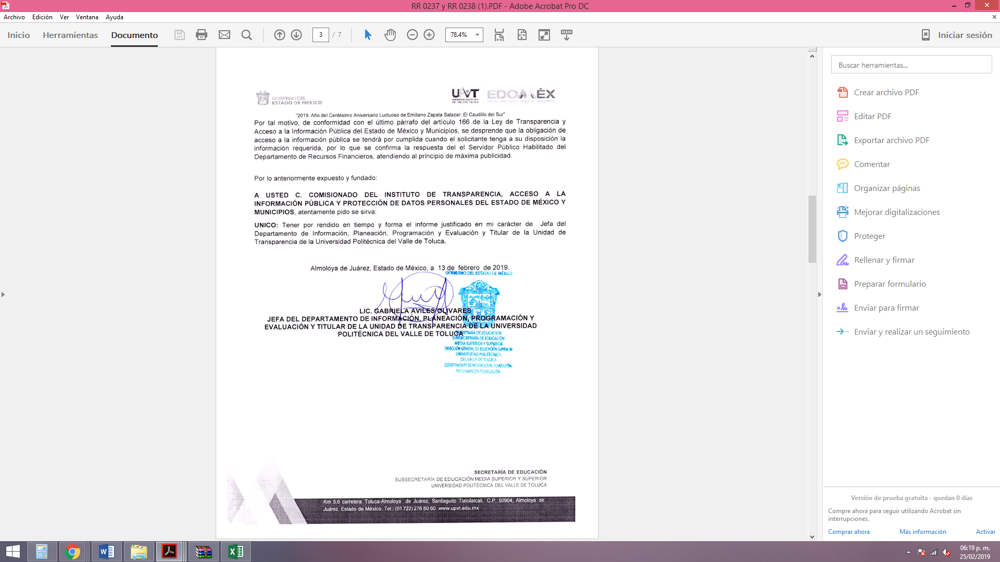 RR 0237 y RR 0238 (1).PDF - Adobe Acrobat Pro DC
Archivo Edición Ver Ventana Ayuda
Inicio Herramientas Documento 3 / 7 78.4% Iniciar sesión
GOBIERNO DEL
ESTADO DE MÉXICO
UPVT
UNIVERSIDAD POLITÉCNICA
DEL VALLE DE TOLUCA
EDOMÉX
"2019. Año del Centésimo Aniversario Luctuoso de Emiliano Zapata Salazar. El Caudillo del Sur"
Por tal motivo, de conformidad con el último párrafo del artículo 166 de la Ley de Transparencia y
Acceso a la Información Pública del Estado de México y Municipios, se desprende que la obligación de
acceso a la información pública se tendrá por cumplida cuando el solicitante tenga a su disposición la
información requerida, por lo que se confirma la respuesta del el Servidor Público Habilitado del
Departamento de Recursos Financieros, atendiendo al principio de máxima publicidad.
Por lo anteriormente expuesto y fundado:
A USTED C. COMISIONADO DEL INSTITUTO DE TRANSPARENCIA, ACCESO A LA
INFORMACIÓN PÚBLICA Y PROTECCIÓN DE DATOS PERSONALES DEL ESTADO DE MÉXICO Y
MUNICIPIOS, atentamente pido se sirva:
UNICO: Tener por rendido en tiempo y forma el informe justificado en mi carácter de Jefa del
Departamento de Información, Planeación, Programación y Evaluación y Titular de la Unidad de
Transparencia de la Universidad Politécnica del Valle de Toluca.
Almoloya de Juárez, Estado de México, a 13 de febrero de 2019.
GOBIERNO DEL ESTADO DE MÉXICO
LIC. GABRIELA AVILES OLIVARES
JEFA DEL DEPARTAMENTO DE INFORMACIÓN, PLANEACIÓN, PROGRAMACIÓN Y
EVALUACIÓN Y TITULAR DE LA UNIDAD DE TRANSPARENCIA DE LA UNIVERSIDAD
POLITÉCNICA DEL VALLE DE TOLUCA
SECRETARÍA DE EDUCACIÓN
SUBSECRETARÍA DE EDUCACIÓN
MEDIA SUPERIOR Y SUPERIOR
DIRECCIÓN GENERAL DE EDUCACIÓN SUPERIOR
UNIVERSIDAD POLITÉCNICA
DEL VALLE DE TOLUCA
DEPARTAMENTO DE INFORMACIÓN, PLANEACIÓN,
PROGRAMACIÓN Y EVALUACIÓN
SECRETARÍA DE EDUCACIÓN
SUBSECRETARÍA DE EDUCACIÓN MEDIA SUPERIOR Y SUPERIOR
UNIVERSIDAD POLITÉCNICA DEL VALLE DE TOLUCA
Km 5.6 carretera Toluca-Almoloya de Juárez, Santiaguito Tlalcilalcali, C.P. 50904, Almoloya de
Juárez, Estado de México. Tel.: (01 722) 276 60 60. www.upvt.edu.mx
Buscar herramientas...
Crear archivo PDF
Editar PDF
Exportar archivo PDF
Comentar
Organizar páginas
Mejorar digitalizaciones
Proteger
Rellenar y firmar
Preparar formulario
Enviar para firmar
Enviar y realizar un seguimiento
Versión de prueba gratuita - quedan 0 días
Compre ahora para seguir utilizando Acrobat sin
interrupciones.
Comprar ahora Más información Activar
06:19 p. m.
25/02/2019